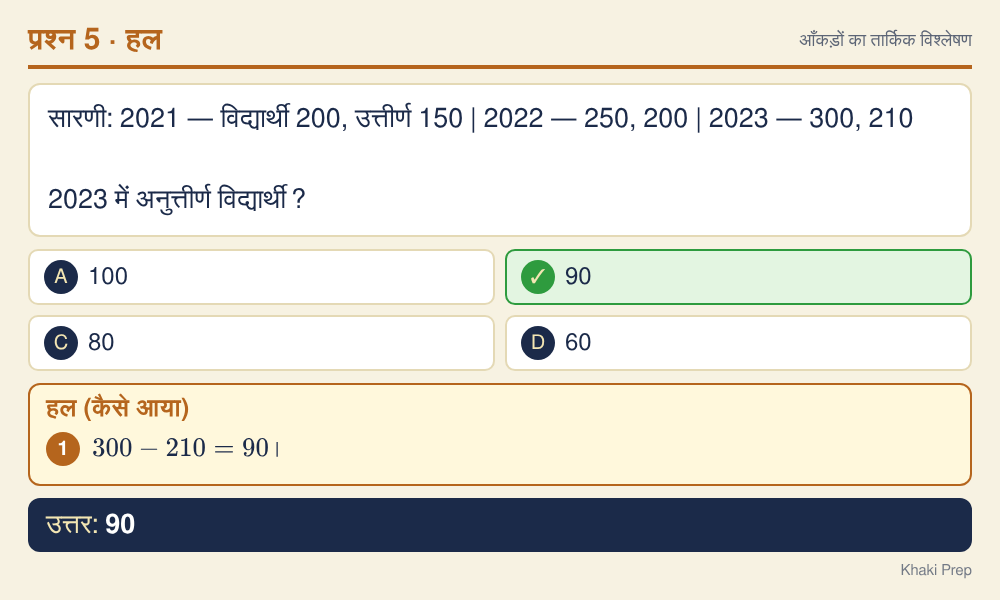 प्रश्न 5 · हल
आँकड़ों का तार्किक विश्लेषण
सारणी: 2021 — विद्यार्थी 200, उत्तीर्ण 150 | 2022 — 250, 200 | 2023 — 300, 210
2023 में अनुत्तीर्ण विद्यार्थी ?
A 100
✓ 90
C 80
D 60
हल (कैसे आया)
1 300 − 210 = 90।
उत्तर: 90
Khaki Prep